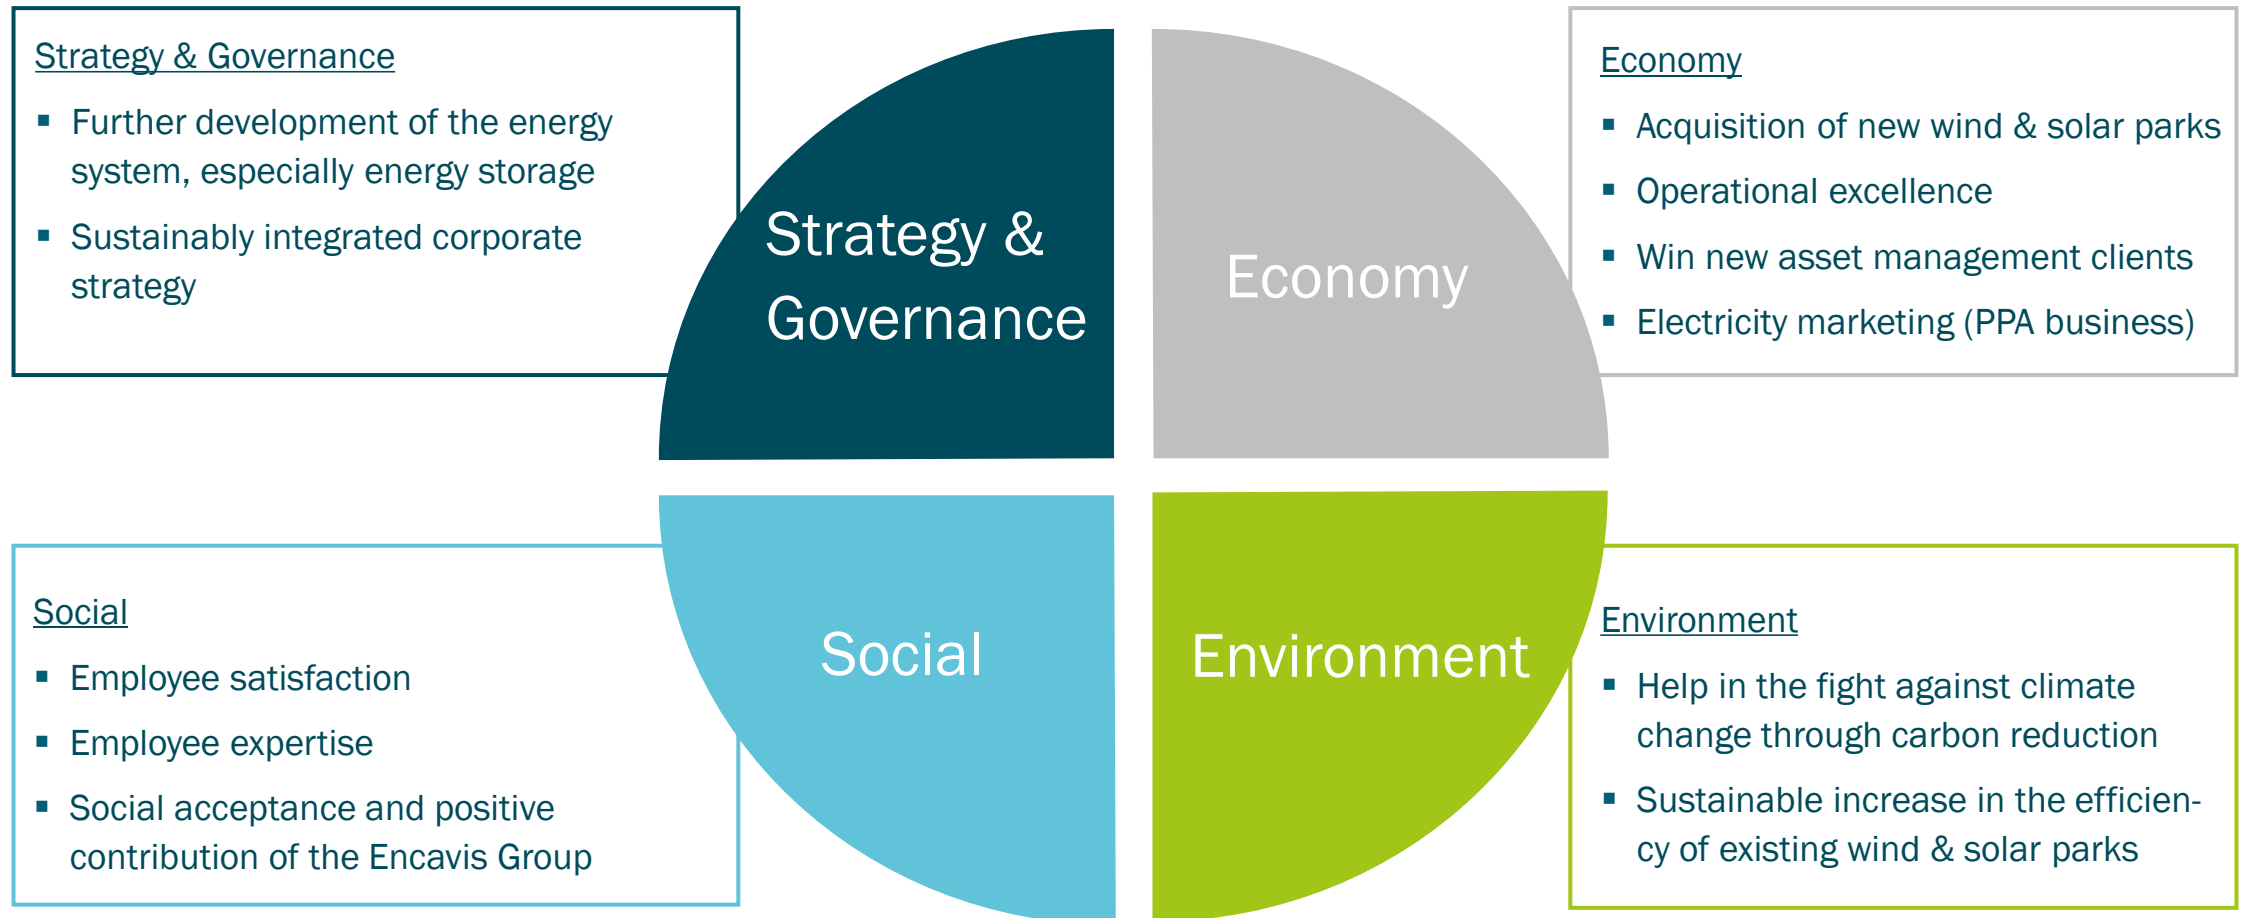 Strategy & Governance
▪ Further development of the energy
system, especially energy storage
▪ Sustainably integrated corporate
strategy
Strategy &
Governance
Economy
Economy
▪ Acquisition of new wind & solar parks
▪ Operational excellence
▪ Win new asset management clients
▪ Electricity marketing (PPA business)
Social
▪ Employee satisfaction
▪ Employee expertise
▪ Social acceptance and positive
contribution of the Encavis Group
Social
Environment
Environment
▪ Help in the fight against climate
change through carbon reduction
▪ Sustainable increase in the efficien-
cy of existing wind & solar parks